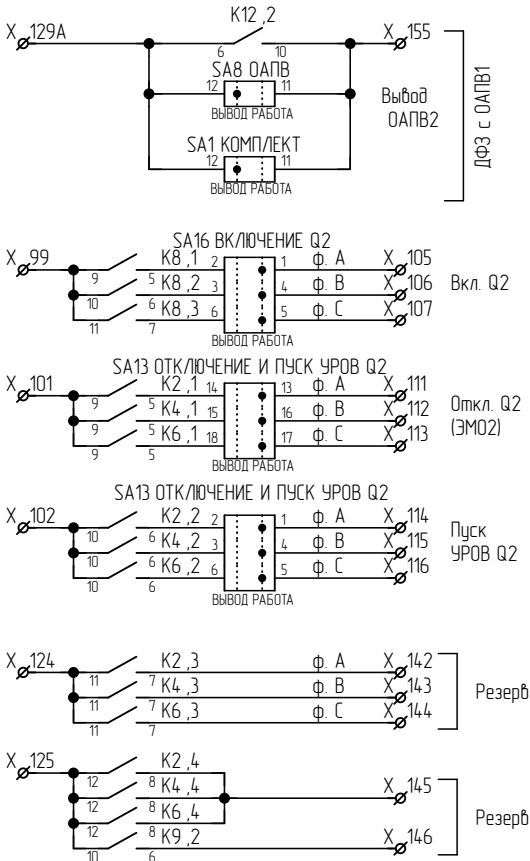 K12 ,2
X 129А X 155
6 10
SA8 ОАПВ
12 11
ВЫВОД РАБОТА
Вывод
ОАПВ2
ДФЗ с ОАПВ1
SA1 КОМПЛЕКТ
12 11
ВЫВОД РАБОТА
SA16 ВКЛЮЧЕНИЕ Q2
X 99 9 5 K8 ,1 2 1 ф. А X 105
10 6 K8 ,2 3 4 ф. В X 106 Вкл. Q2
11 7 K8 ,3 6 5 ф. С X 107
ВЫВОД РАБОТА
SA13 ОТКЛЮЧЕНИЕ И ПУСК УРОВ Q2
X 101 9 5 K2 ,1 14 13 ф. А X 111 Откл. Q2
9 5 K4 ,1 15 16 ф. В X 112 (ЭМО2)
9 5 K6 ,1 18 17 ф. С X 113
ВЫВОД РАБОТА
SA13 ОТКЛЮЧЕНИЕ И ПУСК УРОВ Q2
X 102 10 6 K2 ,2 2 1 ф. А X 114 Пуск
10 6 K4 ,2 3 4 ф. В X 115 УРОВ Q2
10 6 K6 ,2 6 5 ф. С X 116
ВЫВОД РАБОТА
X 124 11 7 K2 ,3 ф. А X 142
11 7 K4 ,3 ф. В X 143 Резерв
11 7 K6 ,3 ф. С X 144
X 125 12 8 K2 ,4
12 8 K4 ,4 X 145
12 8 K6 ,4 Резерв
10 6 K9 ,2 X 146